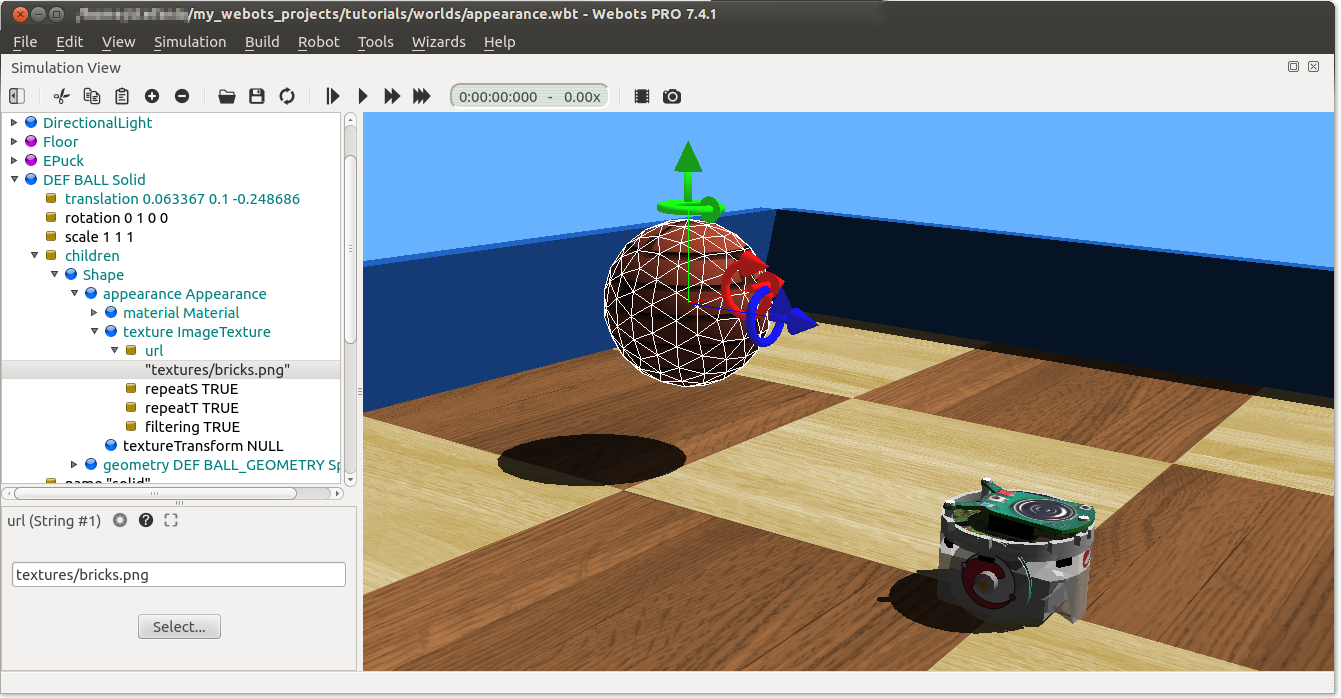 /my_webots_projects/tutorials/worlds/appearance.wbt - Webots PRO 7.4.1
File Edit View Simulation Build Robot Tools Wizards Help
Simulation View
0:00:00:000 - 0.00x
DirectionalLight
Floor
EPuck
DEF BALL Solid
translation 0.063367 0.1 -0.248686
rotation 0 1 0 0
scale 1 1 1
children
Shape
appearance Appearance
material Material
texture ImageTexture
url
"textures/bricks.png"
repeatS TRUE
repeatT TRUE
filtering TRUE
textureTransform NULL
geometry DEF BALL_GEOMETRY Sp
name "solid"
url (String #1)
textures/bricks.png
Select...